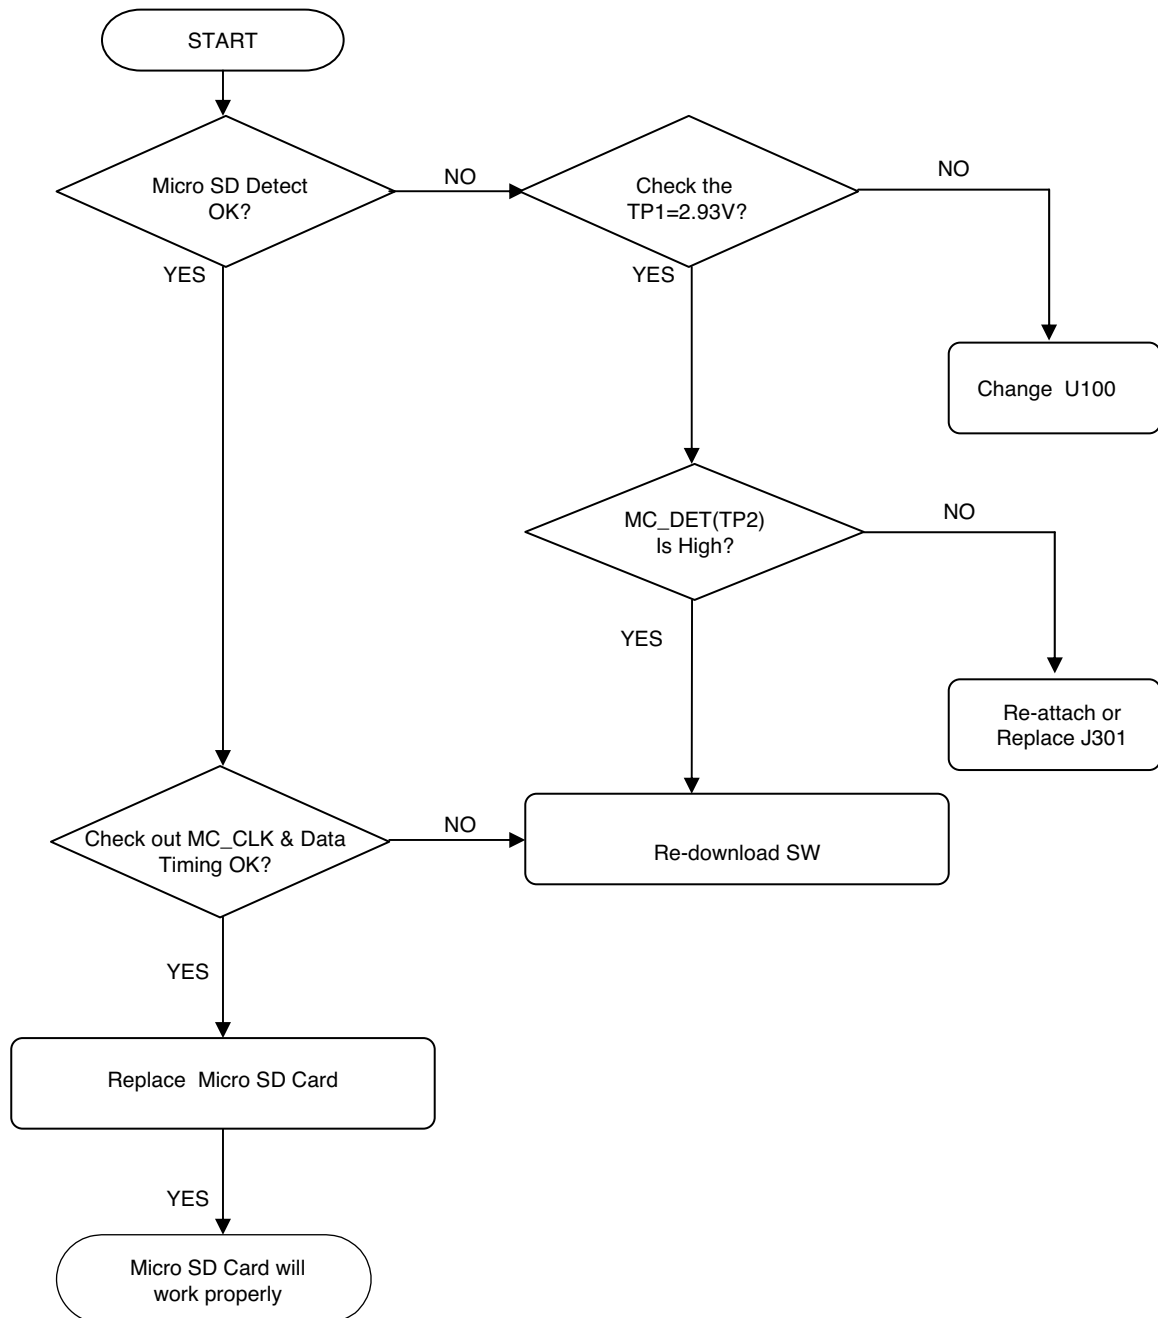 START
Micro SD Detect
OK?
NO
Check the
TP1=2.93V?
NO
YES
YES
Change U100
MC_DET(TP2)
Is High?
NO
YES
Re-attach or
Replace J301
Check out MC_CLK & Data
Timing OK?
NO
Re-download SW
YES
Replace Micro SD Card
YES
Micro SD Card will
work properly